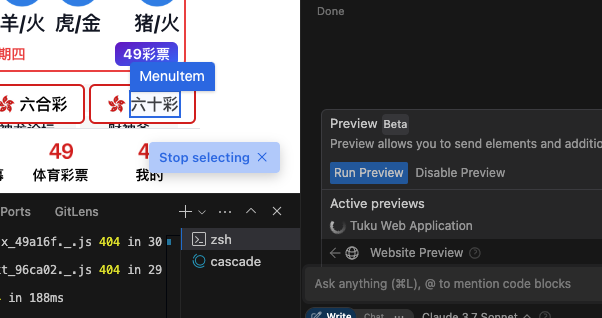 羊/火 虎/金 猪/火
期四
49彩票
MenuItem
六合彩 六十彩
49
体育彩票 我的
Stop selecting ×
Ports GitLens
x_49a16f._.js 404 in 30
xt_96ca02._.js 404 in 29
in 188ms
zsh
cascade
Done
Preview Beta
Preview allows you to send elements and additio
Run Preview Disable Preview
Active previews
Tuku Web Application
Website Preview
Ask anything (⌘L), @ to mention code blocks
Write Chat ... Claude 3.7 Sonnet